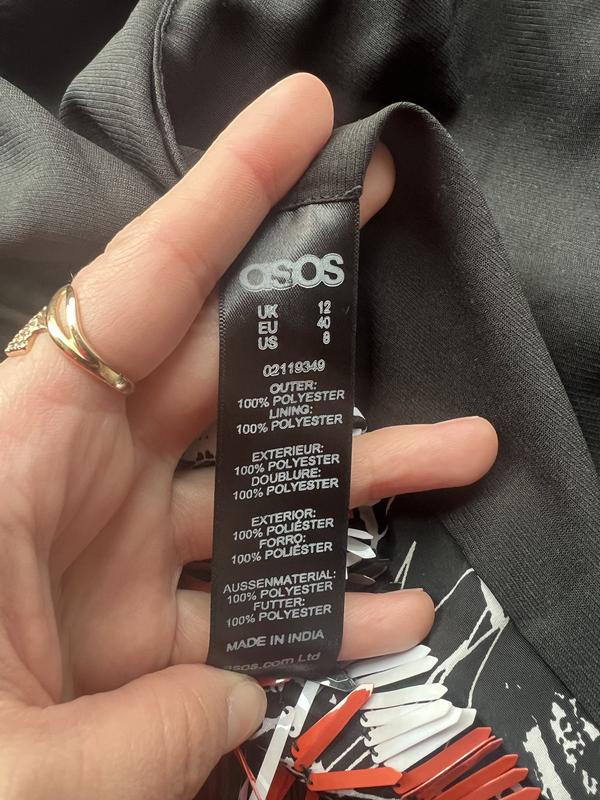 asos
UK 12
EU 40
US 8
02119349
OUTER:
100% POLYESTER
LINING:
100% POLYESTER
EXTERIEUR:
100% POLYESTER
DOUBLURE:
100% POLYESTER
EXTERIOR:
100% POLIÉSTER
FORRO:
100% POLIÉSTER
AUSSENMATERIAL:
100% POLYESTER
FUTTER:
100% POLYESTER
MADE IN INDIA
asos.com Ltd